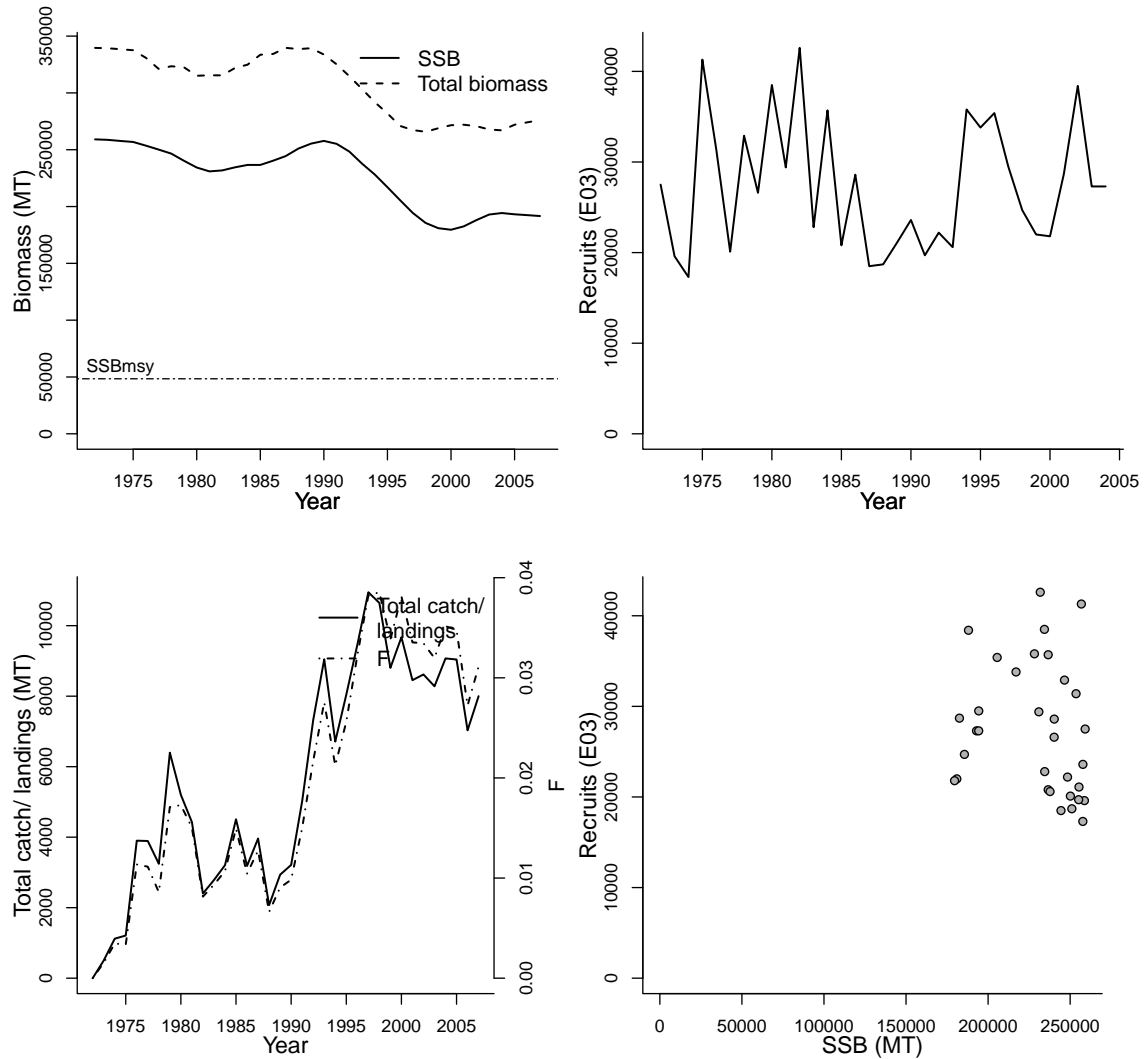 350000
250000
150000
50000
0
Biomass (MT)
SSB
Total biomass
SSBmsy
1975 1980 1985 1990 1995 2000 2005
Year
40000
30000
20000
10000
0
Recruits (E03)
1975 1980 1985 1990 1995 2000 2005
Year
10000
8000
6000
4000
2000
0
Total catch/ landings (MT)
Total catch/
landings
F
0.04
0.03
0.02
0.01
0.00
F
1975 1980 1985 1990 1995 2000 2005
Year
40000
30000
20000
10000
0
Recruits (E03)
0 50000 100000 150000 200000 250000
SSB (MT)